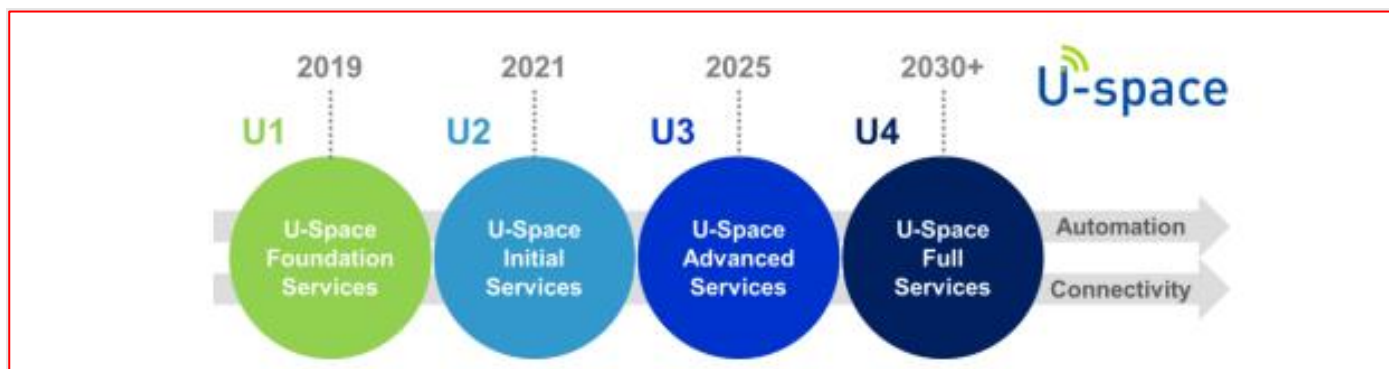 2019
2021
2025
2030+
U-space
U1
U2
U3
U4
U-Space
Foundation
Services
U-Space
Initial
Services
U-Space
Advanced
Services
U-Space
Full
Services
Automation
Connectivity